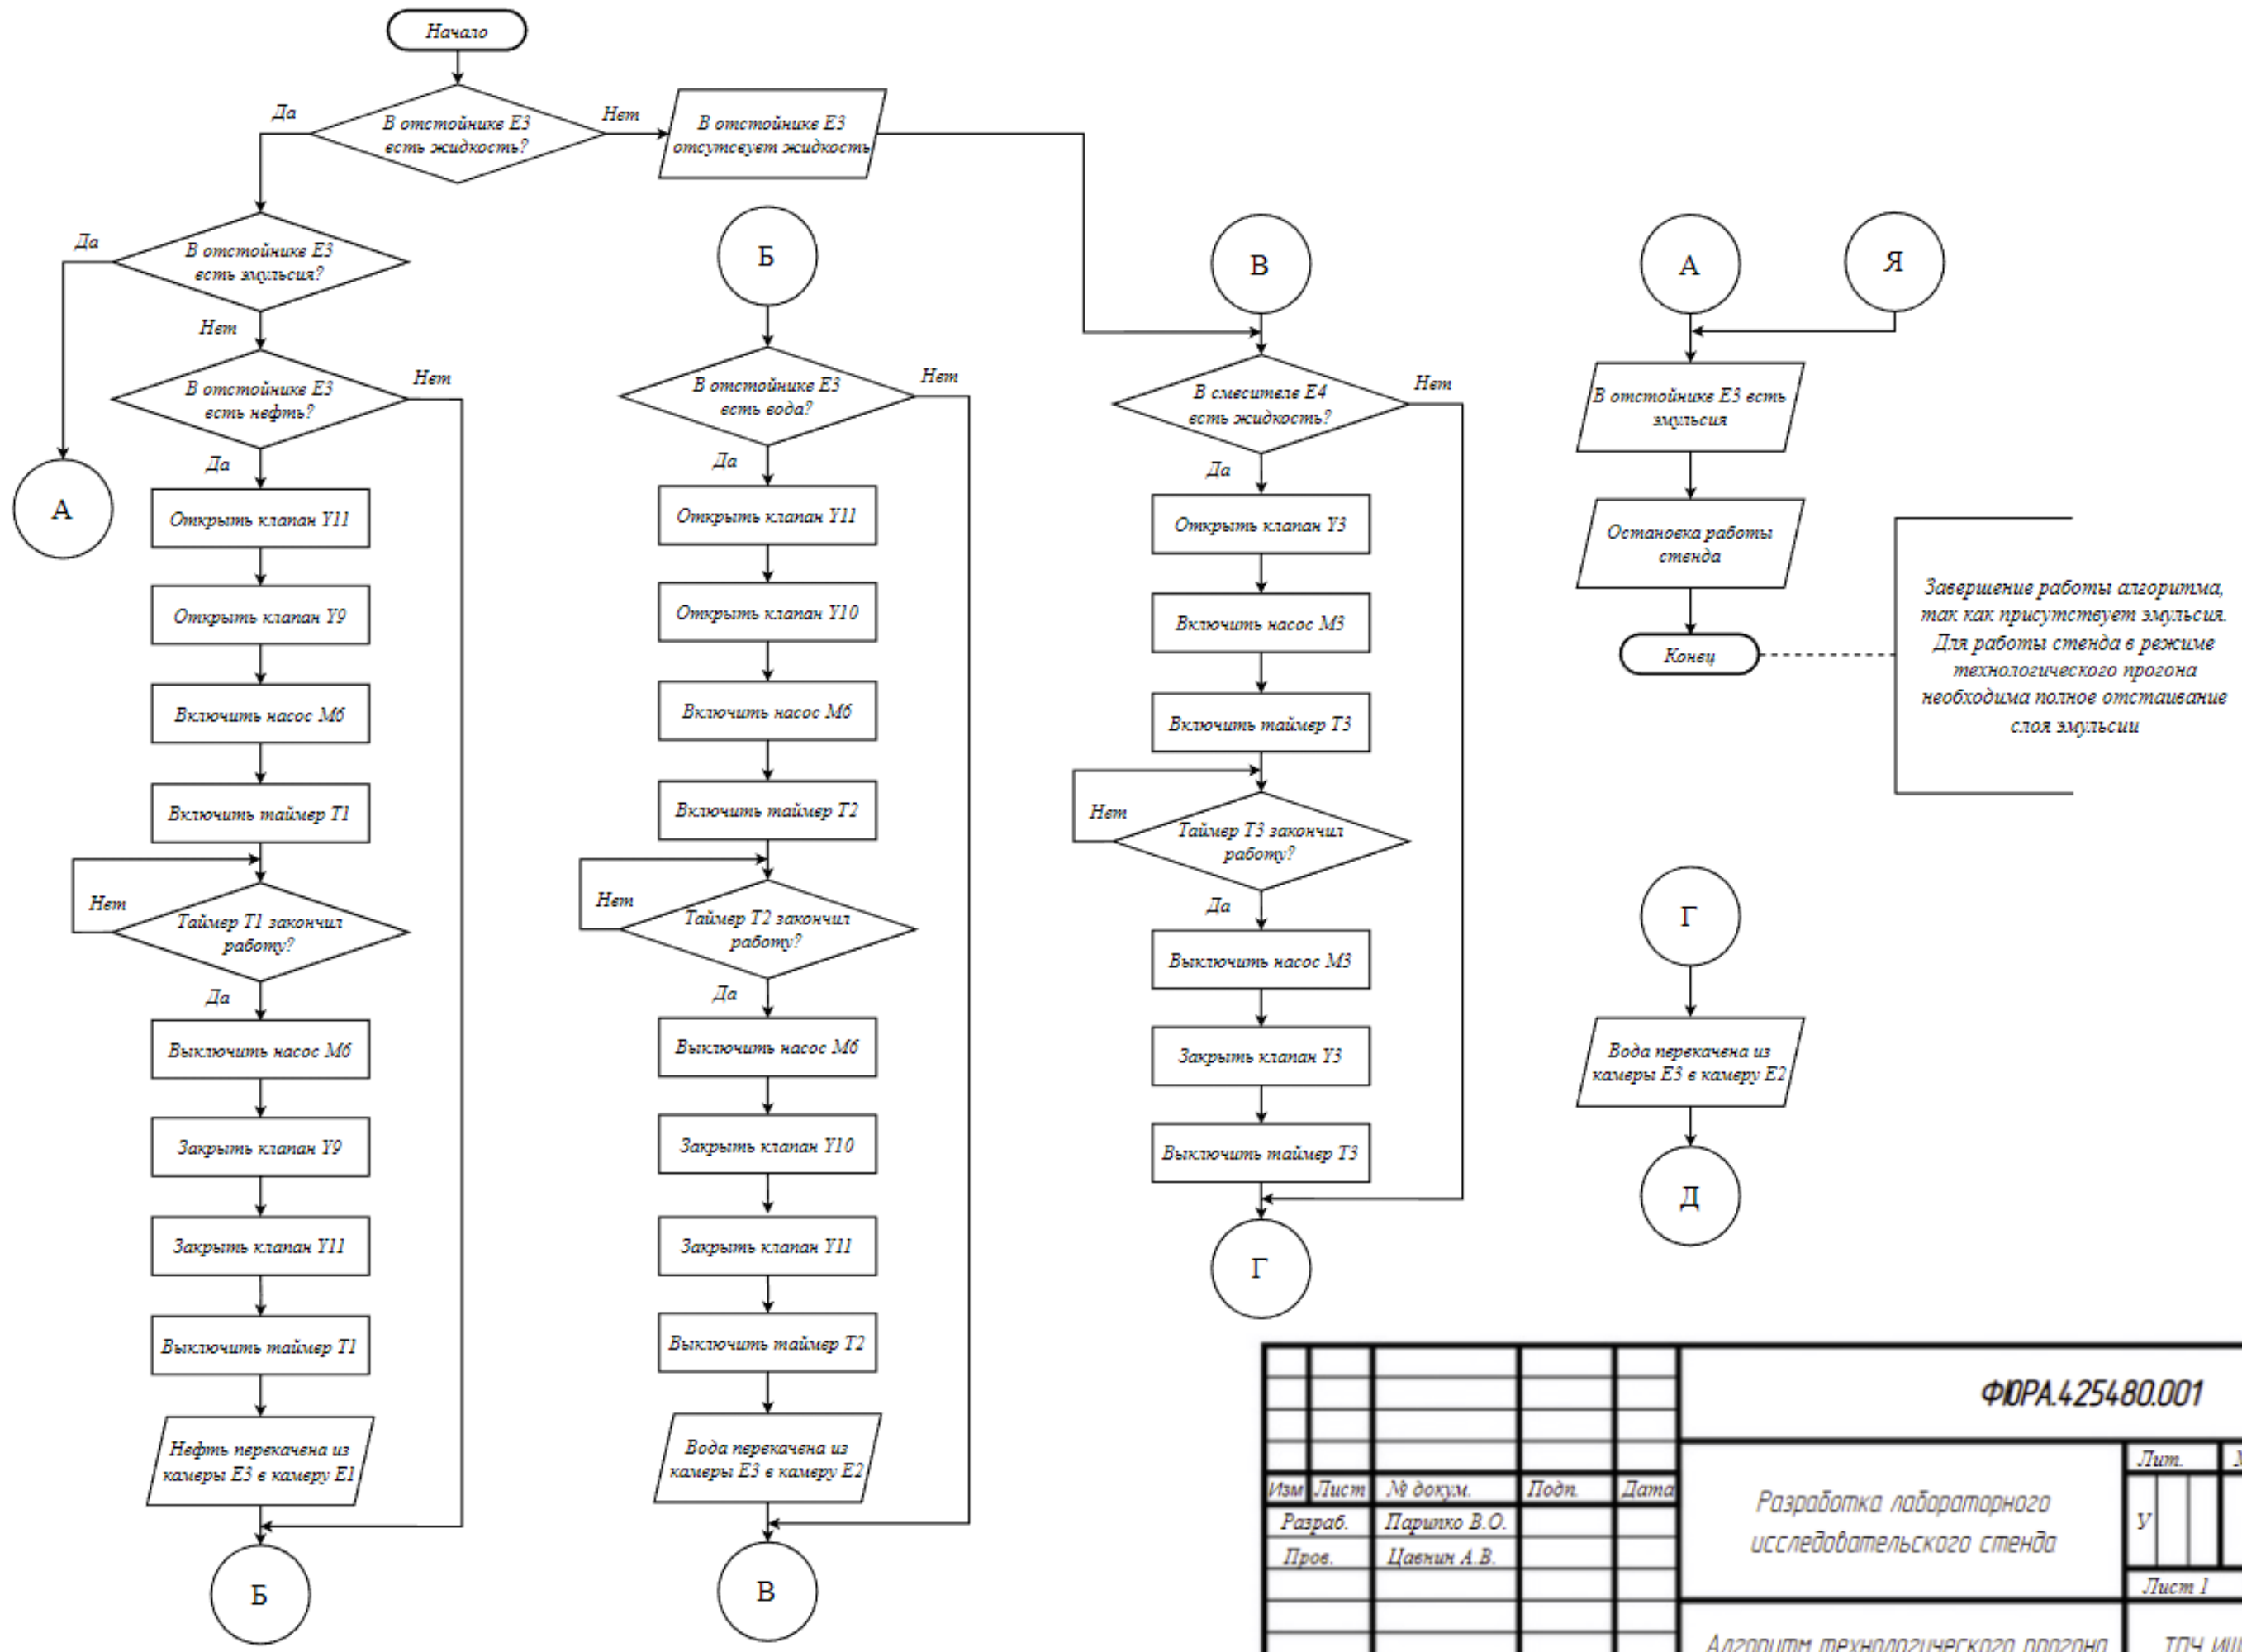 Начало
Да
В отстойнике Е3
есть жидкость?
Нет
В отстойнике Е3
отсутсвует жидкость
Да
В отстойнике Е3
есть эмульсия?
Нет
В отстойнике Е3
есть нефть?
Нет
Да
А
Открыть клапан Y11
Открыть клапан Y9
Включить насос М6
Включить таймер Т1
Нет
Таймер Т1 закончил
работу?
Да
Выключить насос М6
Закрыть клапан Y9
Закрыть клапан Y11
Выключить таймер Т1
Нефть перекачена из
камеры Е3 в камеру Е1
Б
Б
В отстойнике Е3
есть вода?
Нет
Да
Открыть клапан Y11
Открыть клапан Y10
Включить насос М6
Включить таймер Т2
Нет
Таймер Т2 закончил
работу?
Да
Выключить насос М6
Закрыть клапан Y10
Закрыть клапан Y11
Выключить таймер Т2
Вода перекачена из
камеры Е3 в камеру Е2
В
В
В смесителе Е4
есть жидкость?
Нет
Да
Открыть клапан Y3
Включить насос М3
Включить таймер Т3
Нет
Таймер Т3 закончил
работу?
Да
Выключить насос М3
Закрыть клапан Y3
Выключить таймер Т3
Г
А
Я
В отстойнике Е3 есть
эмульсия
Остановка работы
стенда
Конец
Завершение работы алгоритма,
так как присутствует эмульсия.
Для работы стенда в режиме
технологического прогона
необходима полное отстаивание
слоя эмульсии
Г
Вода перекачена из
камеры Е3 в камеру Е2
Д
ФЮРА.425480.001
Изм Лист № докум. Подп. Дата
Разраб. Парипко В.О.
Пров. Цавнин А.В.
Разработка лабораторного
исследовательского стенда
Лит.
У
Лист 1
Алгоритм технологического прогона